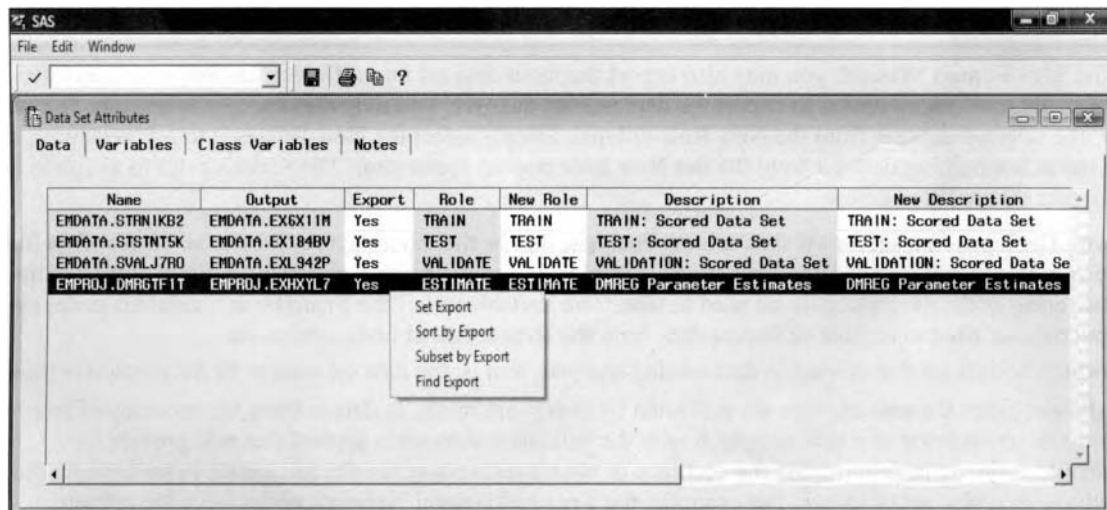 SAS
File Edit Window
?
Data Set Attributes
Data Variables Class Variables Notes
Name Output Export Role New Role Description New Description
EMDATA.STRNIKB2 EMDATA.EX6X11M Yes TRAIN TRAIN TRAIN: Scored Data Set TRAIN: Scored Data Set
EMDATA.STSTNT5K EMDATA.EX184BV Yes TEST TEST TEST: Scored Data Set TEST: Scored Data Set
EMDATA.SVALJ7RO EMDATA.EXL942P Yes VALIDATE VALIDATE VALIDATION: Scored Data Set VALIDATION: Scored Data Se
EMPROJ.DMRGTF1T EMPROJ.EXHXYL7 Yes ESTIMATE ESTIMATE DMREG Parameter Estimates DMREG Parameter Estimates
Set Export
Sort by Export
Subset by Export
Find Export